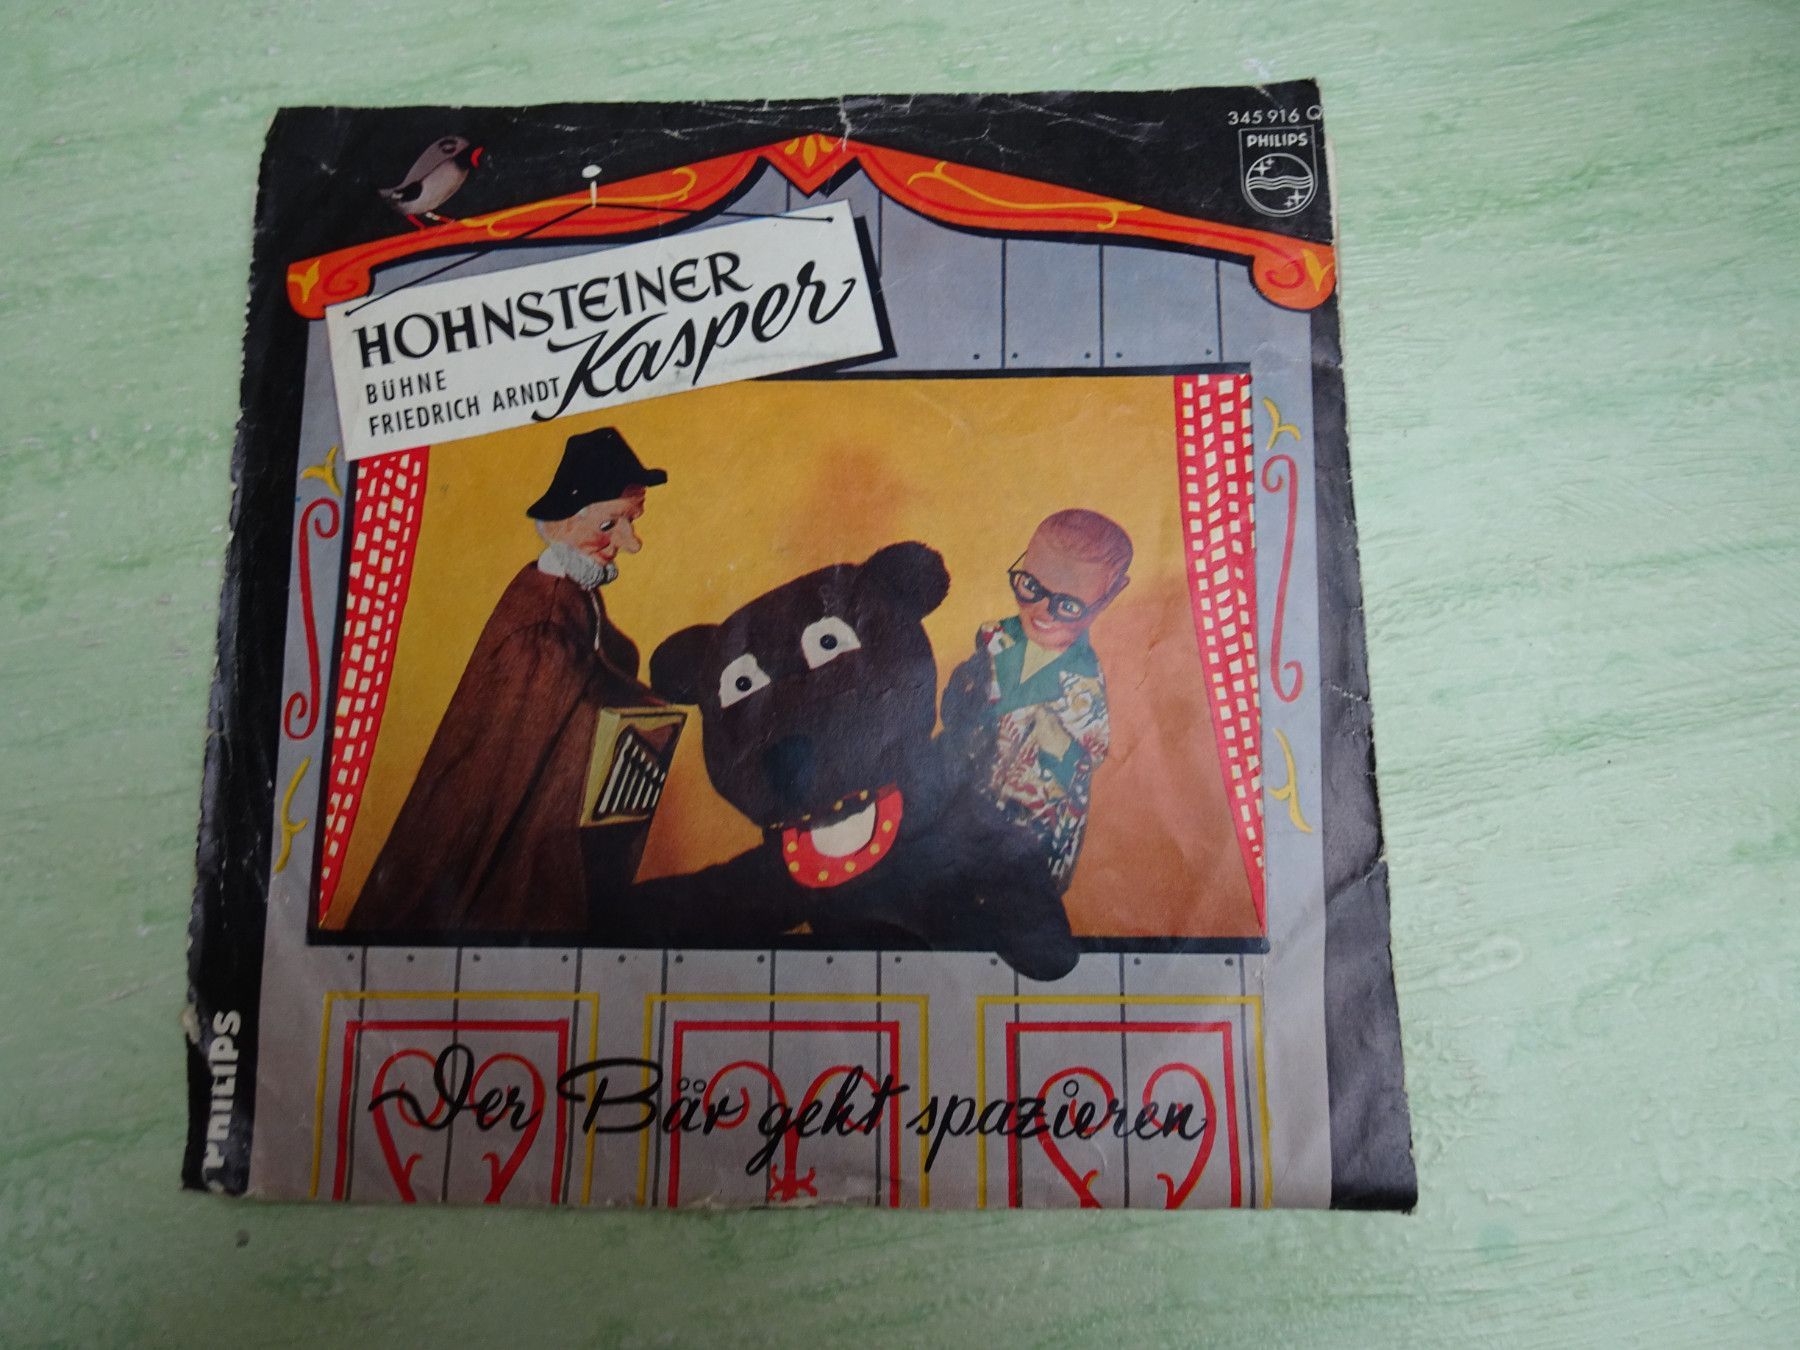 345 916 Q
PHILIPS
HOHNSTEINER
Kasper
BÜHNE
FRIEDRICH ARNDT
PHILIPS
Der Bär geht spazieren